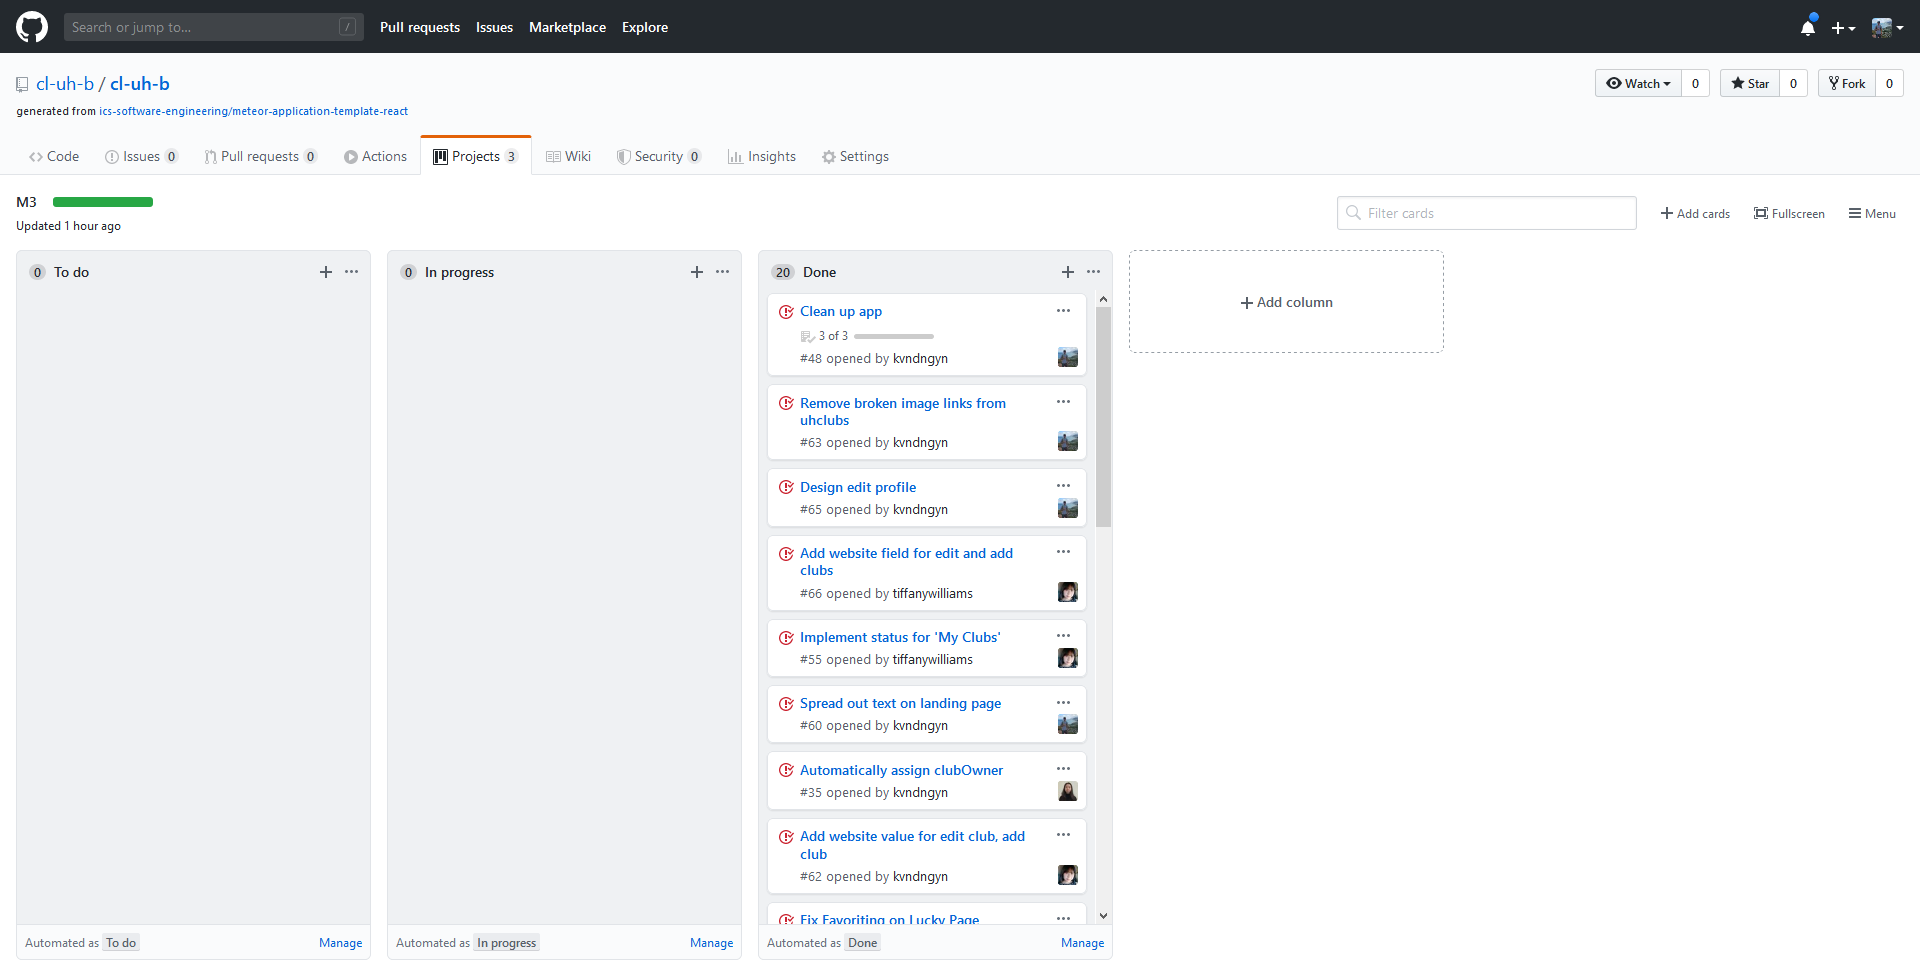 Search or jump to... / Pull requests Issues Marketplace Explore
cl-uh-b / cl-uh-b Watch 0 Star 0 Fork 0
generated from ics-software-engineering/meteor-application-template-react
Code Issues 0 Pull requests 0 Actions Projects 3 Wiki Security 0 Insights Settings
M3
Updated 1 hour ago
Filter cards Add cards Fullscreen Menu
0 To do
0 In progress
20 Done
Clean up app
3 of 3
#48 opened by kvndngyn
Remove broken image links from
uhclubs
#63 opened by kvndngyn
Design edit profile
#65 opened by kvndngyn
Add website field for edit and add
clubs
#66 opened by tiffanywilliams
Implement status for 'My Clubs'
#55 opened by tiffanywilliams
Spread out text on landing page
#60 opened by kvndngyn
Automatically assign clubOwner
#35 opened by kvndngyn
Add website value for edit club, add
club
#62 opened by kvndngyn
Fix Favoriting on Lucky Page
+ Add column
Automated as To do Manage
Automated as In progress Manage
Automated as Done Manage